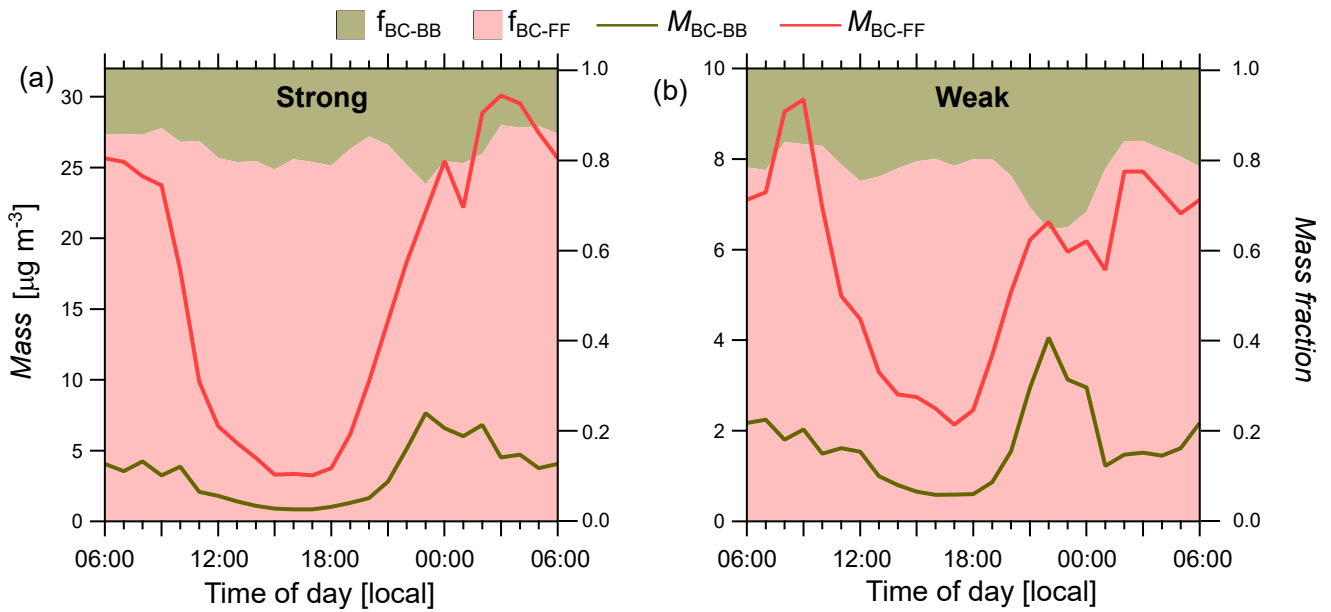 f_BC-BB f_BC-FF M_BC-BB M_BC-FF
(a)
Strong
30
25
20
15
10
5
0
1.0
0.8
0.6
0.4
0.2
0.0
Mass [μg m⁻³]
06:00 12:00 18:00 00:00 06:00
Time of day [local]
(b)
Weak
10
8
6
4
2
0
1.0
0.8
0.6
0.4
0.2
0.0
Mass fraction
06:00 12:00 18:00 00:00 06:00
Time of day [local]